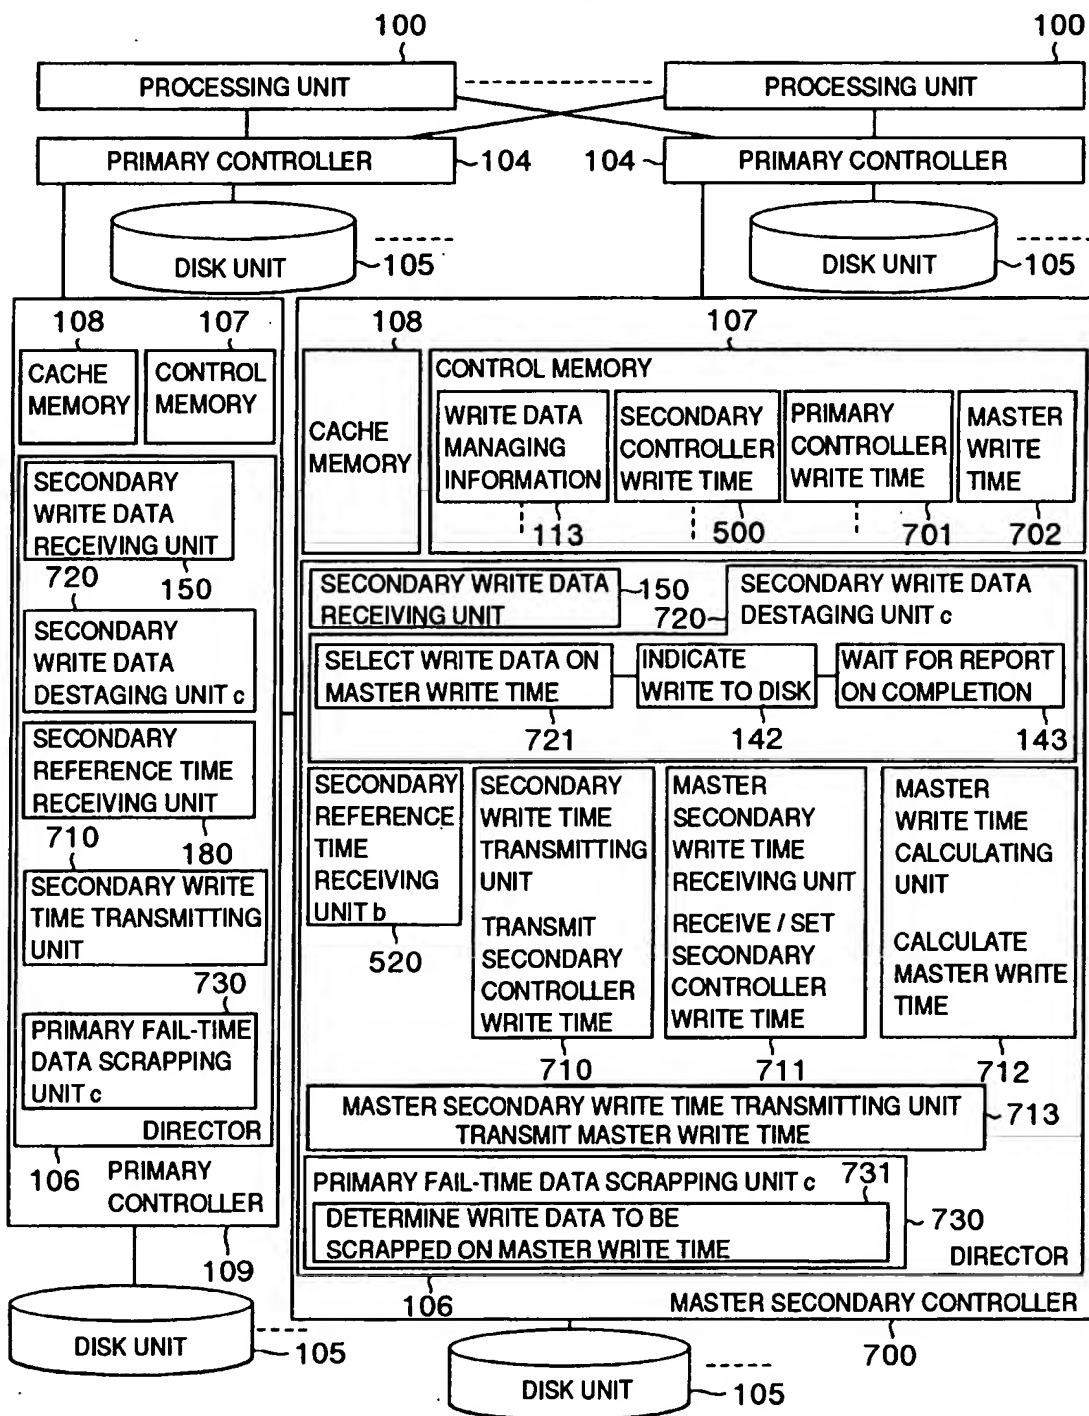 100
100
PROCESSING UNIT
PROCESSING UNIT
PRIMARY CONTROLLER
104
104
PRIMARY CONTROLLER
DISK UNIT
105
DISK UNIT
105
108
107
CACHE
MEMORY
CONTROL
MEMORY
SECONDARY
WRITE DATA
RECEIVING UNIT
720
150
SECONDARY
WRITE DATA
DESTAGING UNIT c
SECONDARY
REFERENCE TIME
RECEIVING UNIT
710
180
SECONDARY WRITE
TIME TRANSMITTING
UNIT
730
PRIMARY FAIL-TIME
DATA SCRAPPING
UNIT c
DIRECTOR
106
PRIMARY
CONTROLLER
109
DISK UNIT
105
108
107
CACHE
MEMORY
CONTROL MEMORY
WRITE DATA
MANAGING
INFORMATION
SECONDARY
CONTROLLER
WRITE TIME
PRIMARY
CONTROLLER
WRITE TIME
MASTER
WRITE
TIME
113
500
701
702
SECONDARY WRITE DATA
RECEIVING UNIT
150
720
SECONDARY WRITE DATA
DESTAGING UNIT c
SELECT WRITE DATA ON
MASTER WRITE TIME
INDICATE
WRITE TO DISK
WAIT FOR REPORT
ON COMPLETION
721
142
143
SECONDARY
REFERENCE
TIME
RECEIVING
UNIT b
520
SECONDARY
WRITE TIME
TRANSMITTING
UNIT
TRANSMIT
SECONDARY
CONTROLLER
WRITE TIME
710
MASTER
SECONDARY
WRITE TIME
RECEIVING UNIT
RECEIVE / SET
SECONDARY
CONTROLLER
WRITE TIME
711
MASTER
WRITE TIME
CALCULATING
UNIT
CALCULATE
MASTER WRITE
TIME
712
MASTER SECONDARY WRITE TIME TRANSMITTING UNIT
TRANSMIT MASTER WRITE TIME
713
PRIMARY FAIL-TIME DATA SCRAPPING UNIT c
731
DETERMINE WRITE DATA TO BE
SCRAPPED ON MASTER WRITE TIME
730
DIRECTOR
106
MASTER SECONDARY CONTROLLER
700
DISK UNIT
105